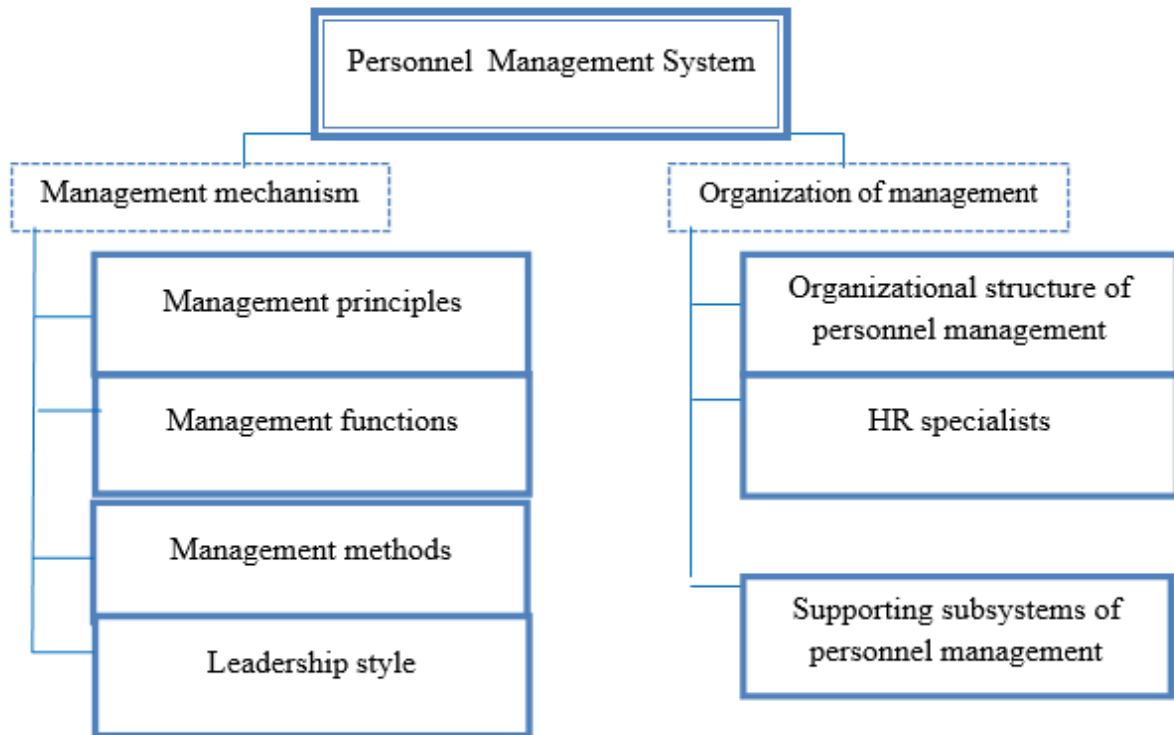 Personnel  Management System
Management mechanism
Management principles
Management functions
Management methods
Leadership style
Organization of management
Organizational structure of
personnel management
HR specialists
Supporting subsystems of
personnel management